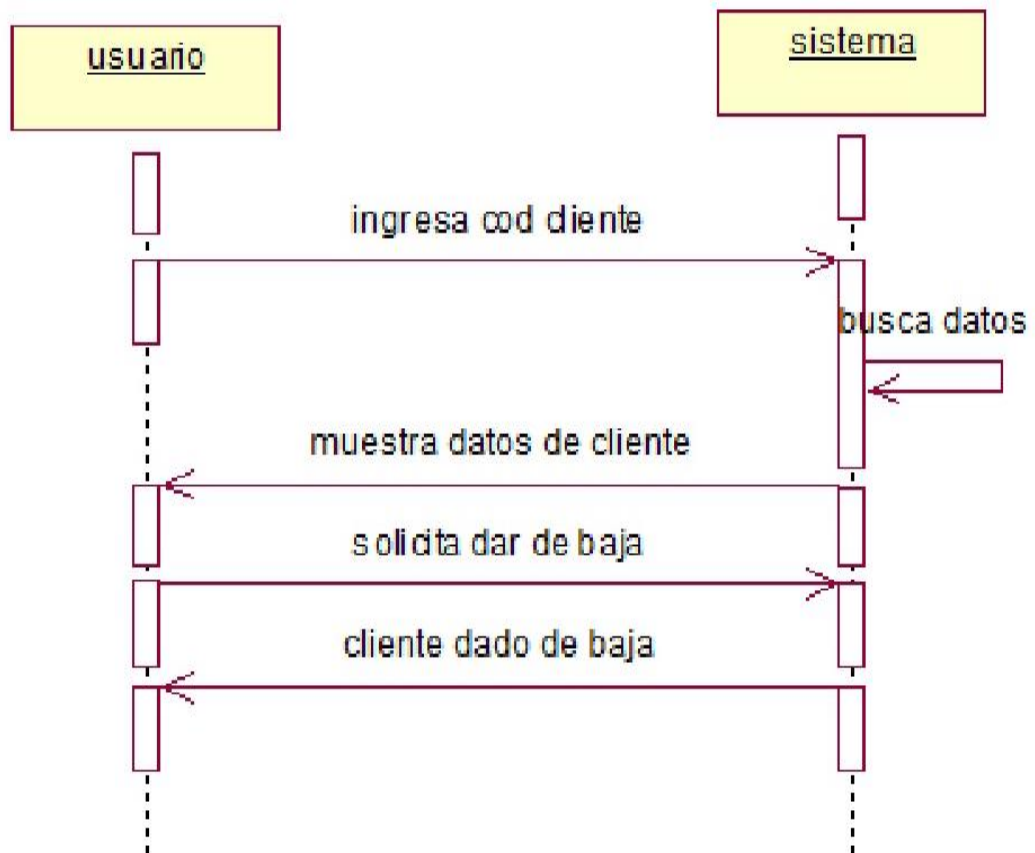 usuario
sistema
ingresa cod cliente
busca datos
muestra datos de cliente
solicita dar de baja
cliente dado de baja